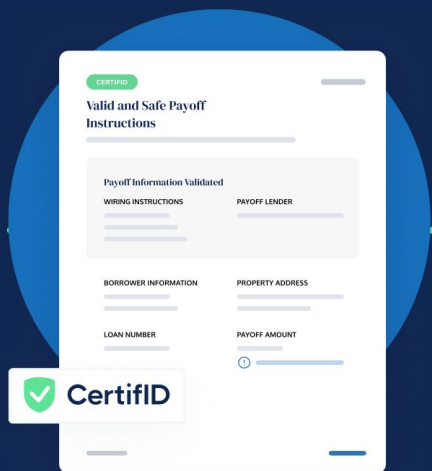 CERTIFID
Valid and Safe Payoff
Instructions
Payoff Information Validated
WIRING INSTRUCTIONS
PAYOFF LENDER
BORROWER INFORMATION
PROPERTY ADDRESS
LOAN NUMBER
PAYOFF AMOUNT
CertifID